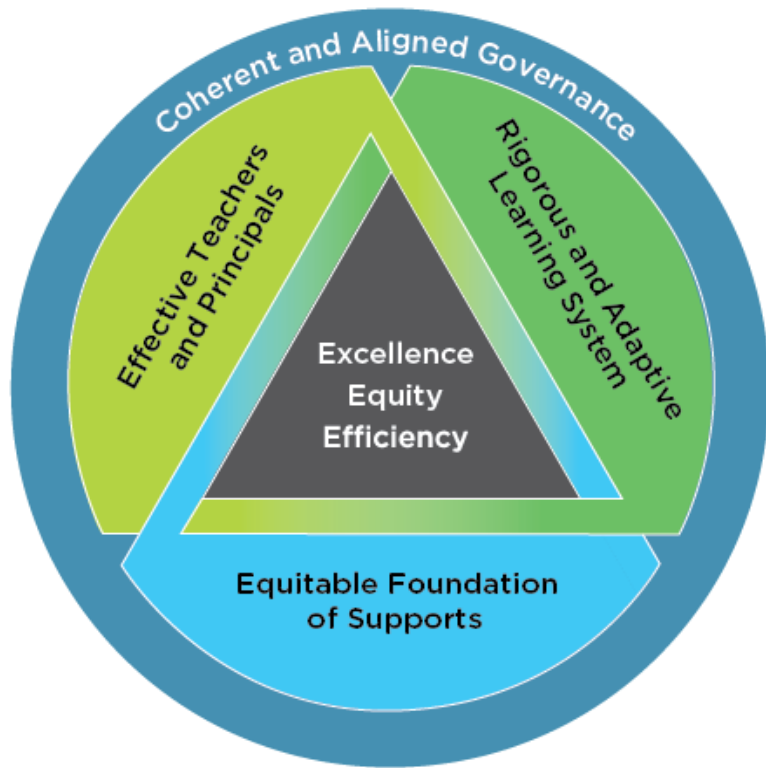 Coherent and Aligned Governance
Effective Teachers
and Principals
Rigorous and Adaptive
Learning System
Excellence
Equity
Efficiency
Equitable Foundation
of Supports